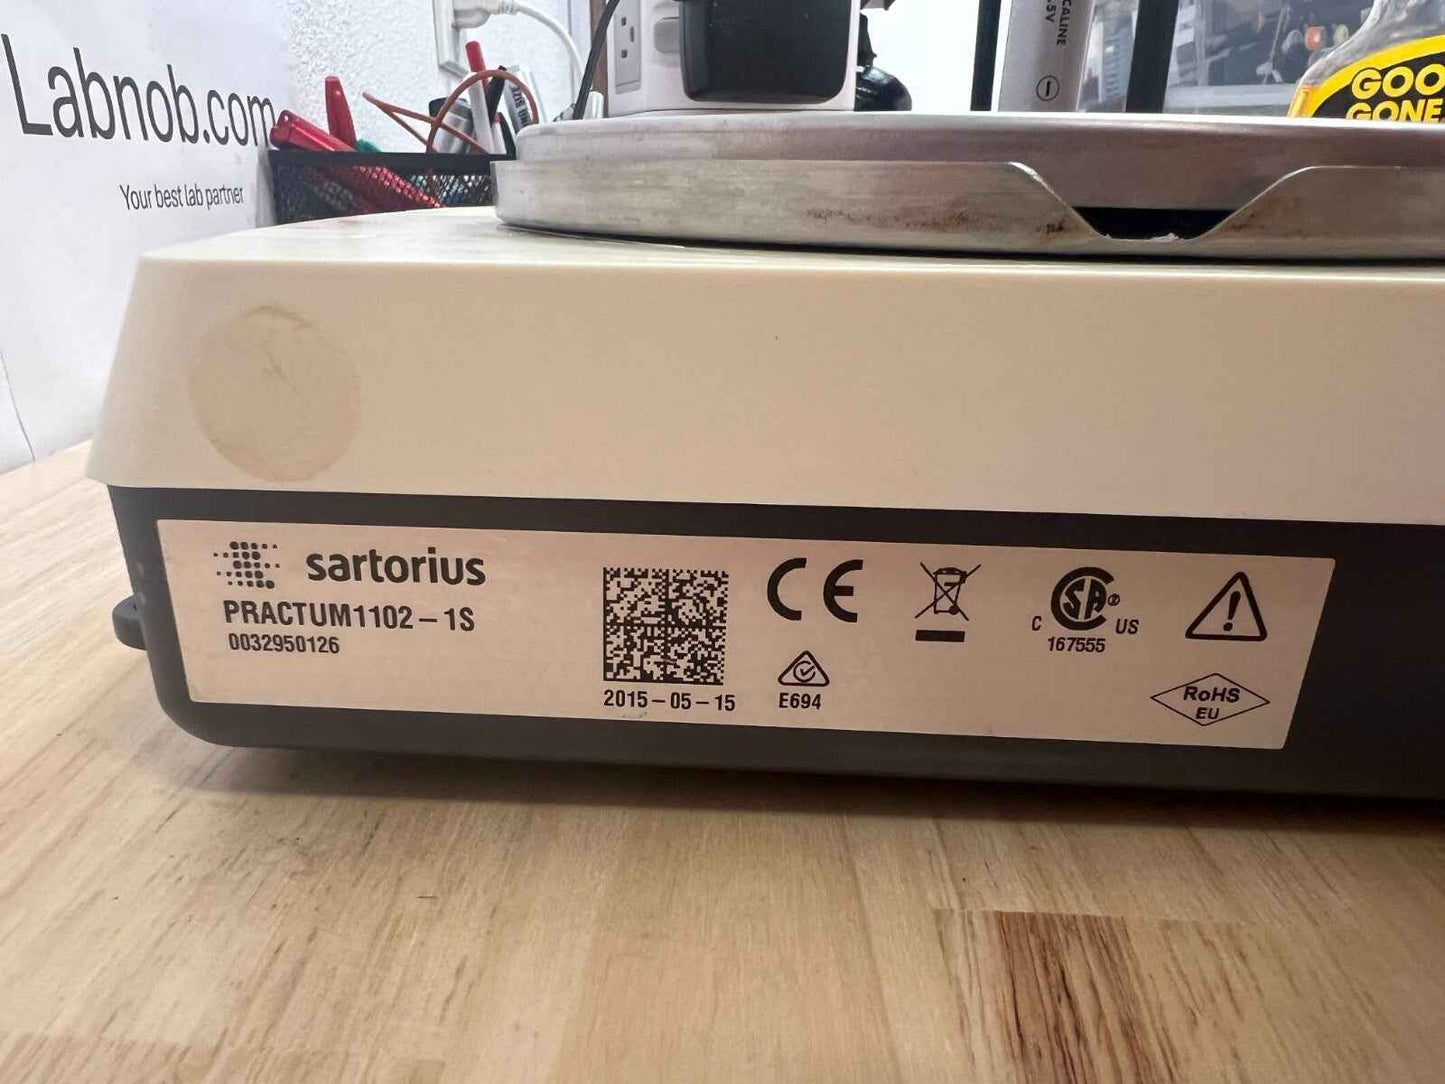 Labnob.com
Your best lab partner
GOO
GONE
sartorius
PRACTUM1102-1S
0032950126
2015-05-15
CE
E694
SA
C US
167555
RoHS
EU